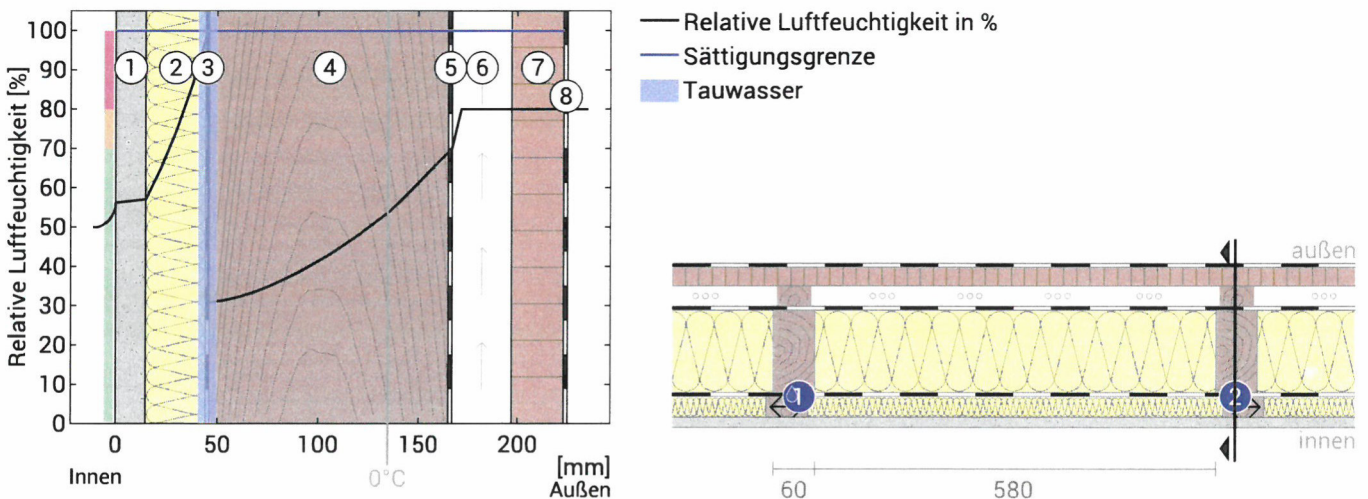 Relative Luftfeuchtigkeit [%]
100
90
80
70
60
50
40
30
20
10
0
1 2 3 4 5 6 7
8
0 50 100 150 200
Innen
0°C
[mm]
Außen
Relative Luftfeuchtigkeit in %
Sättigungsgrenze
Tauwasser
außen
1 2
innen
60 580